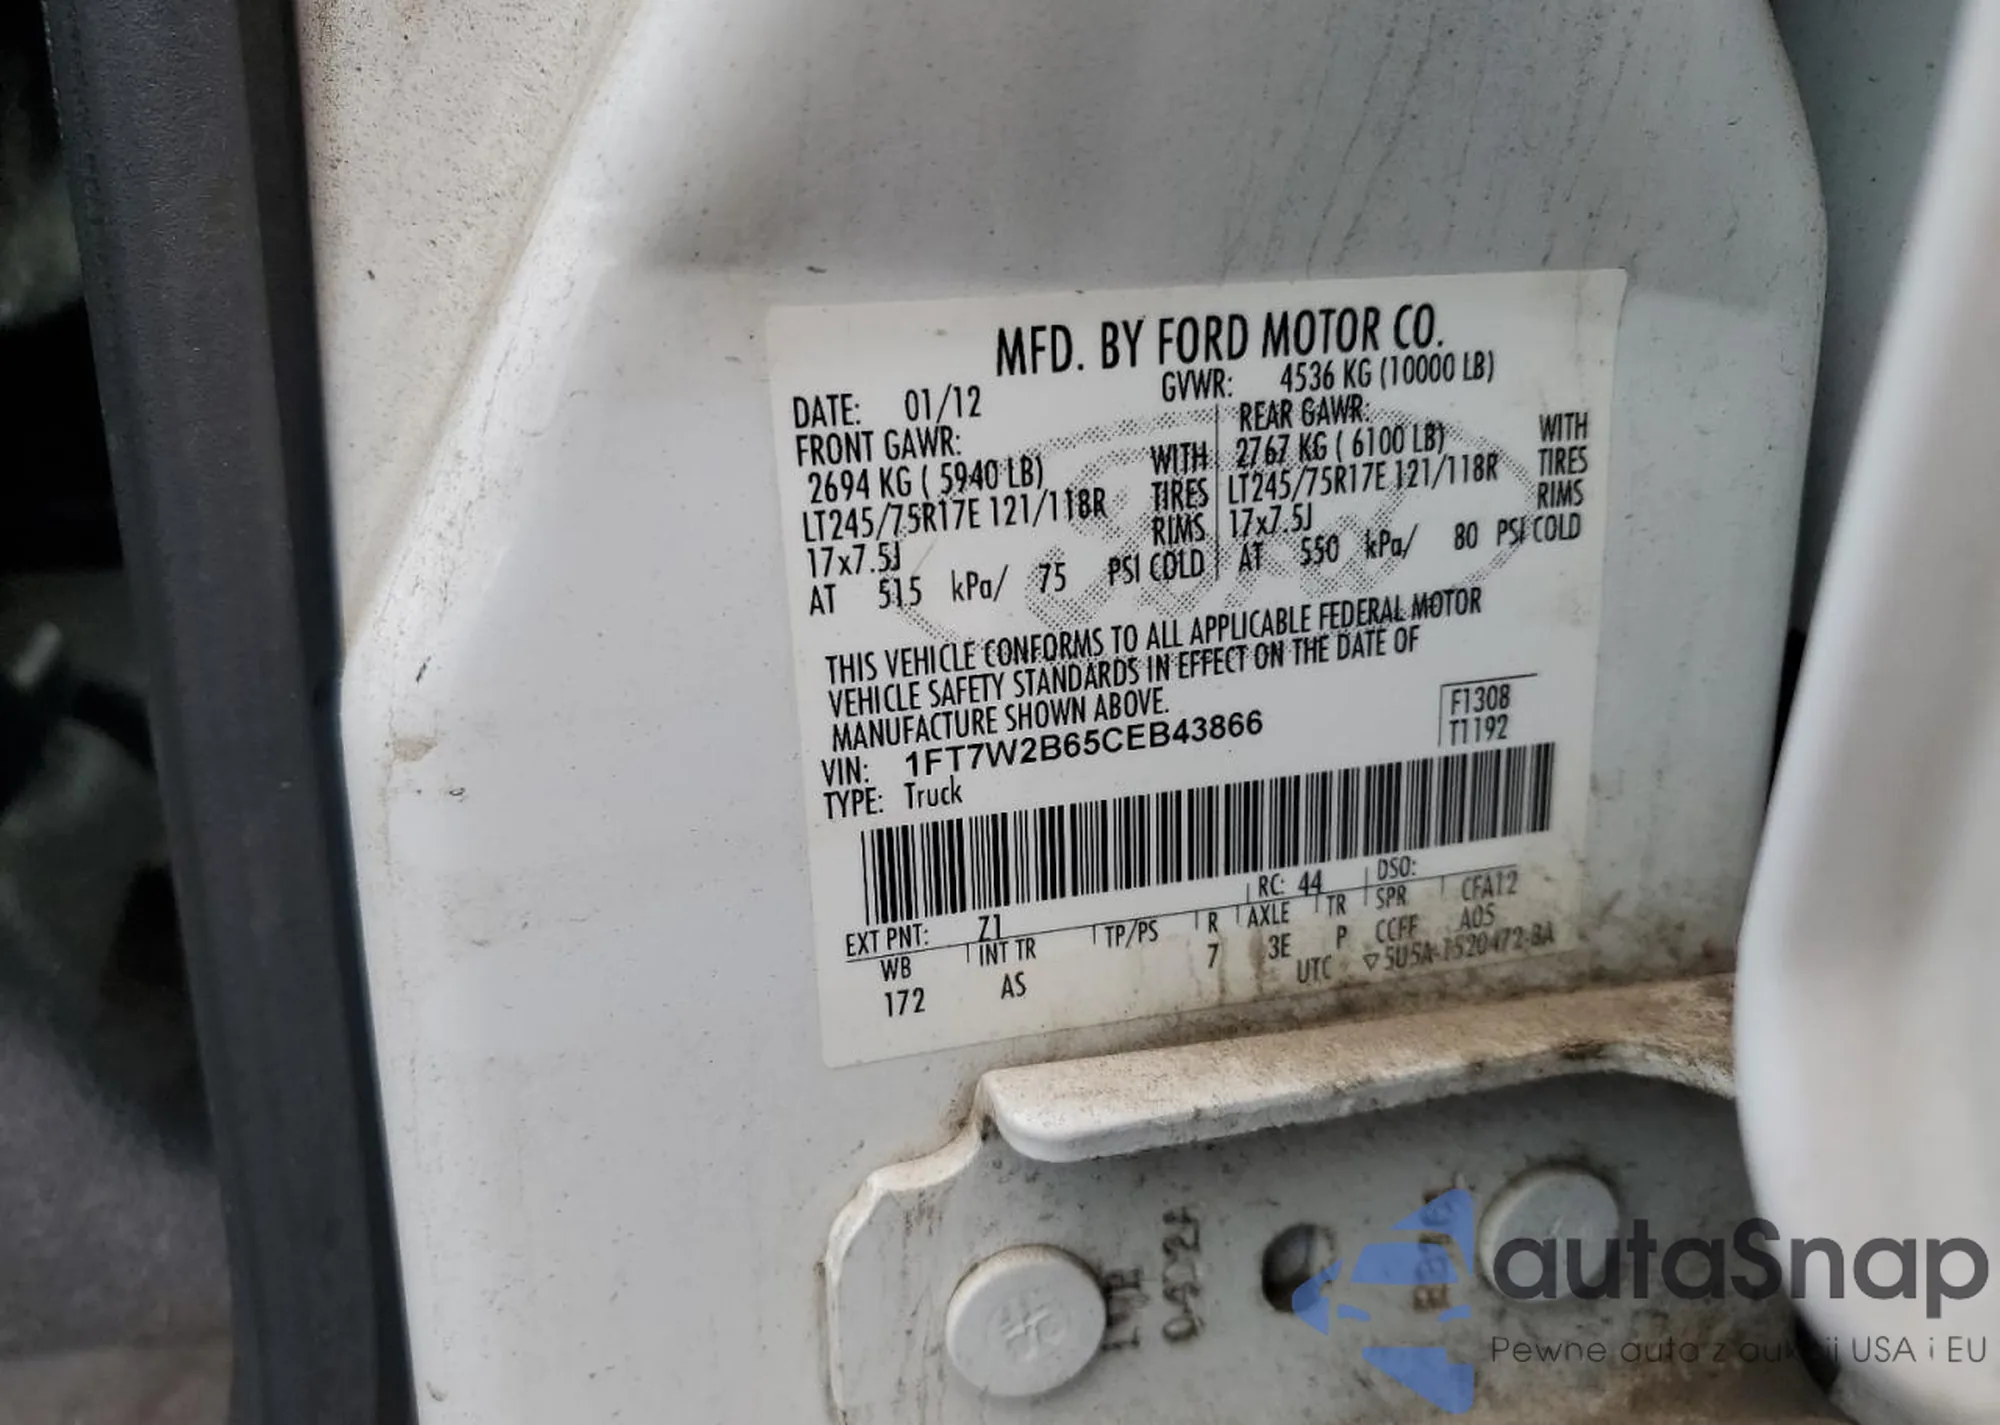 MFD. BY FORD MOTOR CO.
DATE: 01/12 GVWR: 4536 KG (10000 LB)
FRONT GAWR: REAR GAWR:
2694 KG ( 5940 LB) WITH 2767 KG ( 6100 LB) WITH
LT245/75R17E 121/118R TIRES LT245/75R17E 121/118R TIRES
17x7.5J RIMS 17x7.5J RIMS
AT 515 kPa/ 75 PSI COLD AT 550 kPa/ 80 PSI COLD
THIS VEHICLE CONFORMS TO ALL APPLICABLE FEDERAL MOTOR
VEHICLE SAFETY STANDARDS IN EFFECT ON THE DATE OF
MANUFACTURE SHOWN ABOVE.
F1308
T1192
VIN: 1FT7W2B65CEB43866
TYPE: Truck
EXT PNT: Z1 RC: 44 DSO:
WB INT TR TP/PS R AXLE TR SPR CFA12
172 AS 7 3E P CCFF A05
UTC ▽5U5A-1520472-BA
autaSnap
Pewne auta z aukcji USA i EU